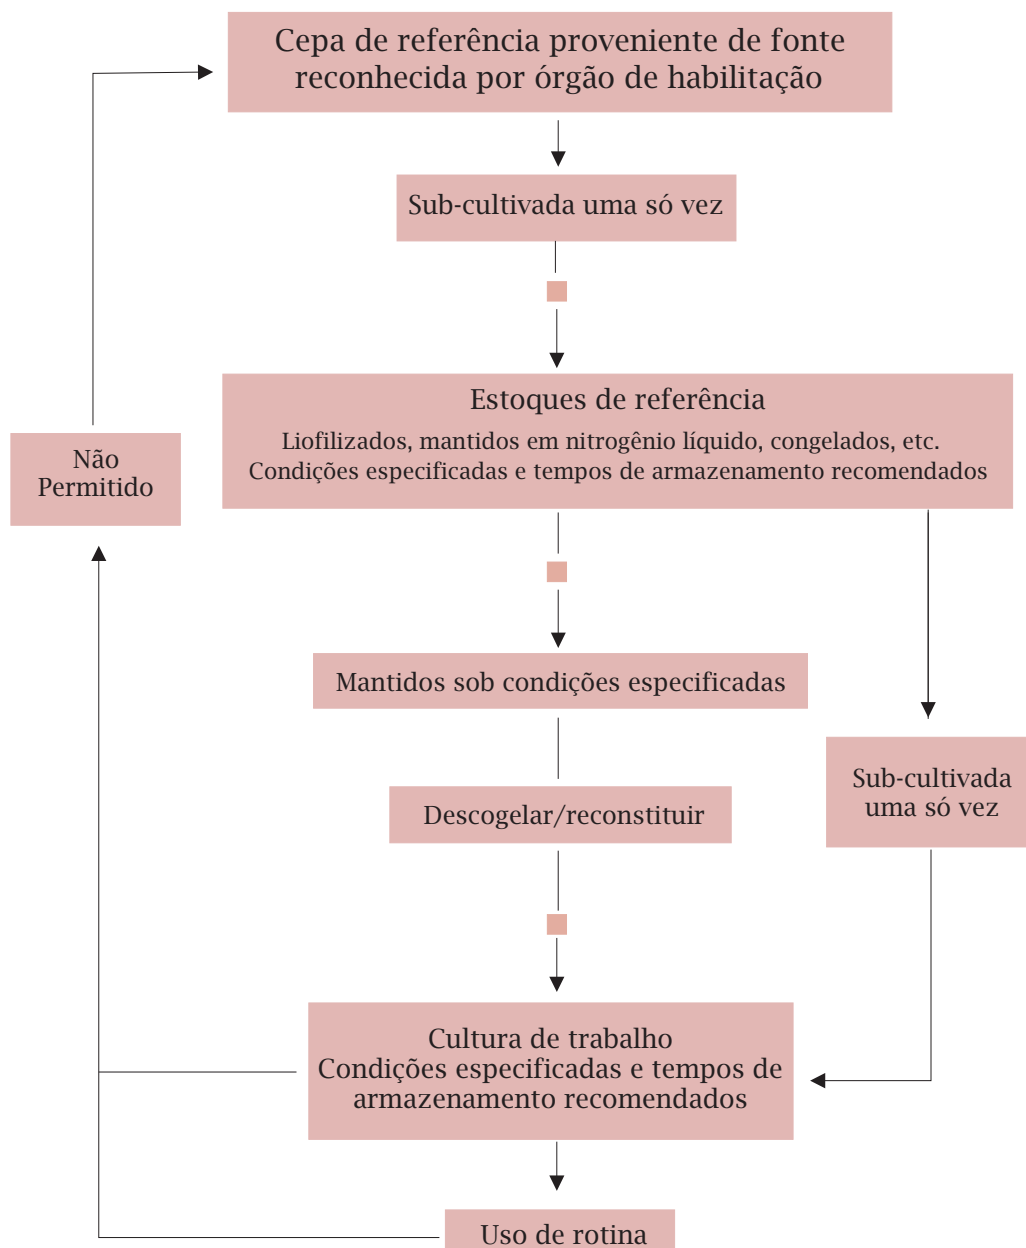 Cepa de referência proveniente de fonte
reconhecida por órgão de habilitação
Sub-cultivada uma só vez
Estoques de referência
Liofilizados, mantidos em nitrogênio líquido, congelados, etc.
Condições especificadas e tempos de armazenamento recomendados
Não
Permitido
Mantidos sob condições especificadas
Sub-cultivada
uma só vez
Descogelar/reconstituir
Cultura de trabalho
Condições especificadas e tempos de
armazenamento recomendados
Uso de rotina